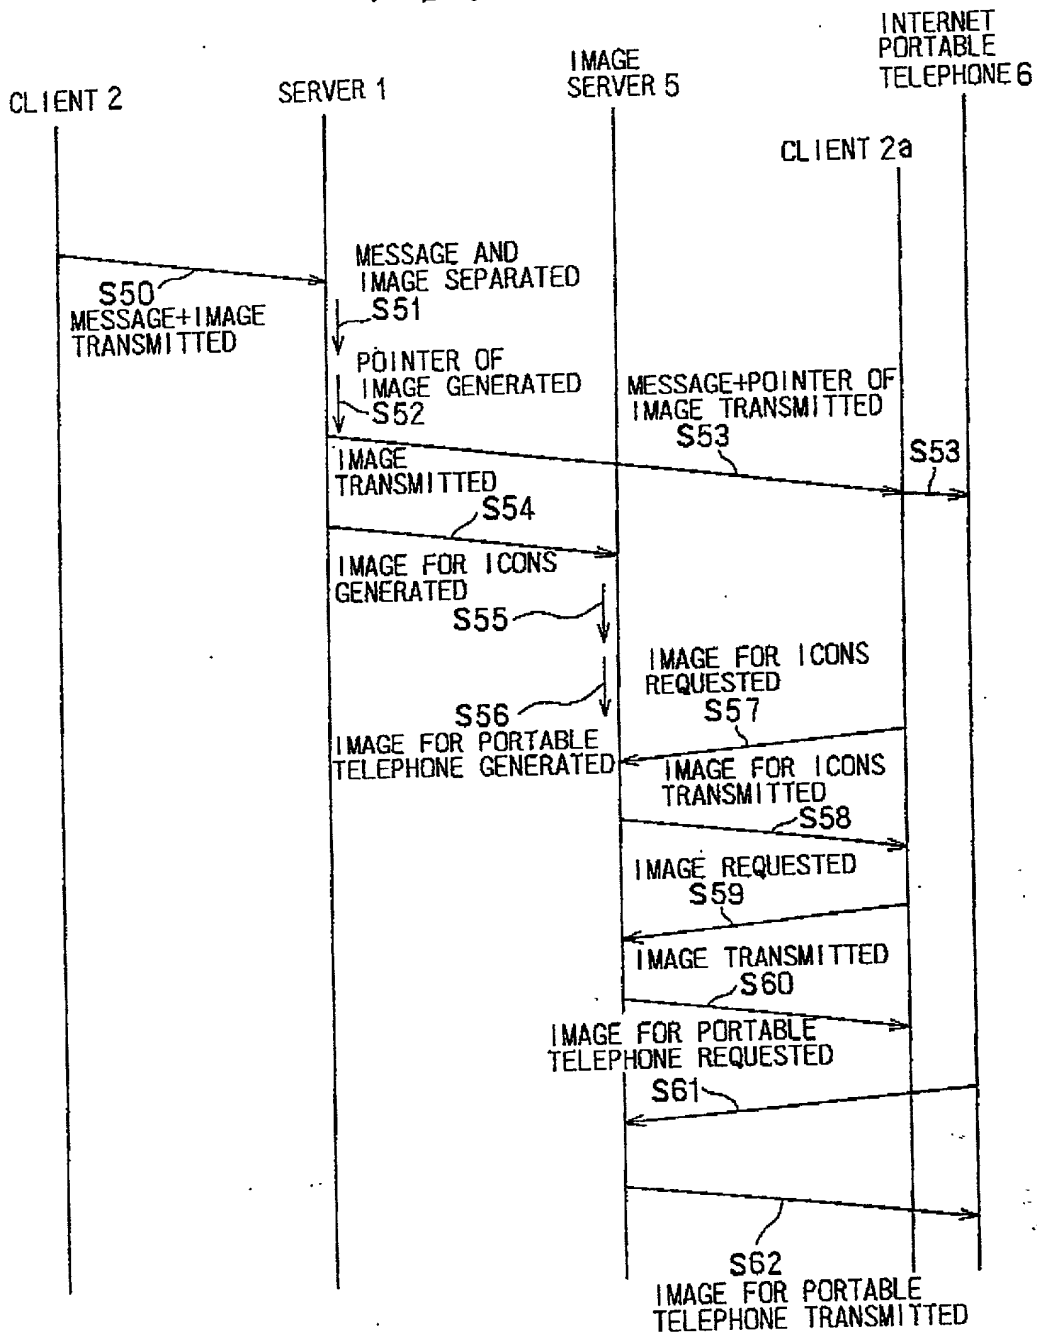 INTERNET
PORTABLE
TELEPHONE 6
IMAGE
SERVER 5
SERVER 1
CLIENT 2
CLIENT 2a
MESSAGE AND
IMAGE SEPARATED
S51
S50
MESSAGE+IMAGE
TRANSMITTED
POINTER OF
IMAGE GENERATED
S52
MESSAGE+POINTER OF
IMAGE TRANSMITTED
S53
S53
IMAGE
TRANSMITTED
S54
IMAGE FOR ICONS
GENERATED
S55
IMAGE FOR ICONS
REQUESTED
S57
S56
IMAGE FOR PORTABLE
TELEPHONE GENERATED
IMAGE FOR ICONS
TRANSMITTED
S58
IMAGE REQUESTED
S59
IMAGE TRANSMITTED
S60
IMAGE FOR PORTABLE
TELEPHONE REQUESTED
S61
S62
IMAGE FOR PORTABLE
TELEPHONE TRANSMITTED